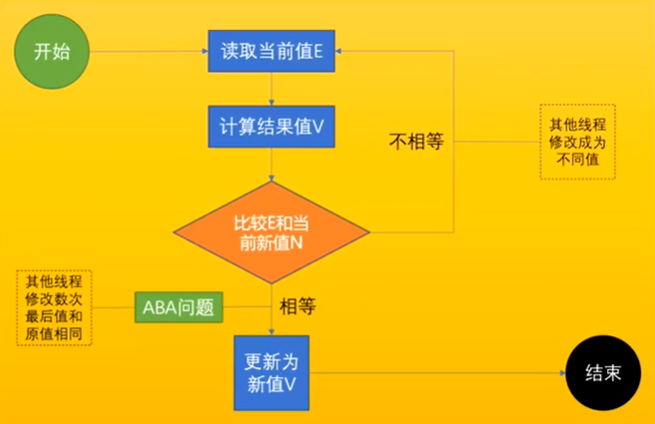 开始
读取当前值E
计算结果值V
不相等
其他线程
修改成为
不同值
比较E和当
前新值N
其他线程
修改数次
最后值和
原值相同
ABA问题
相等
更新为
新值V
结束